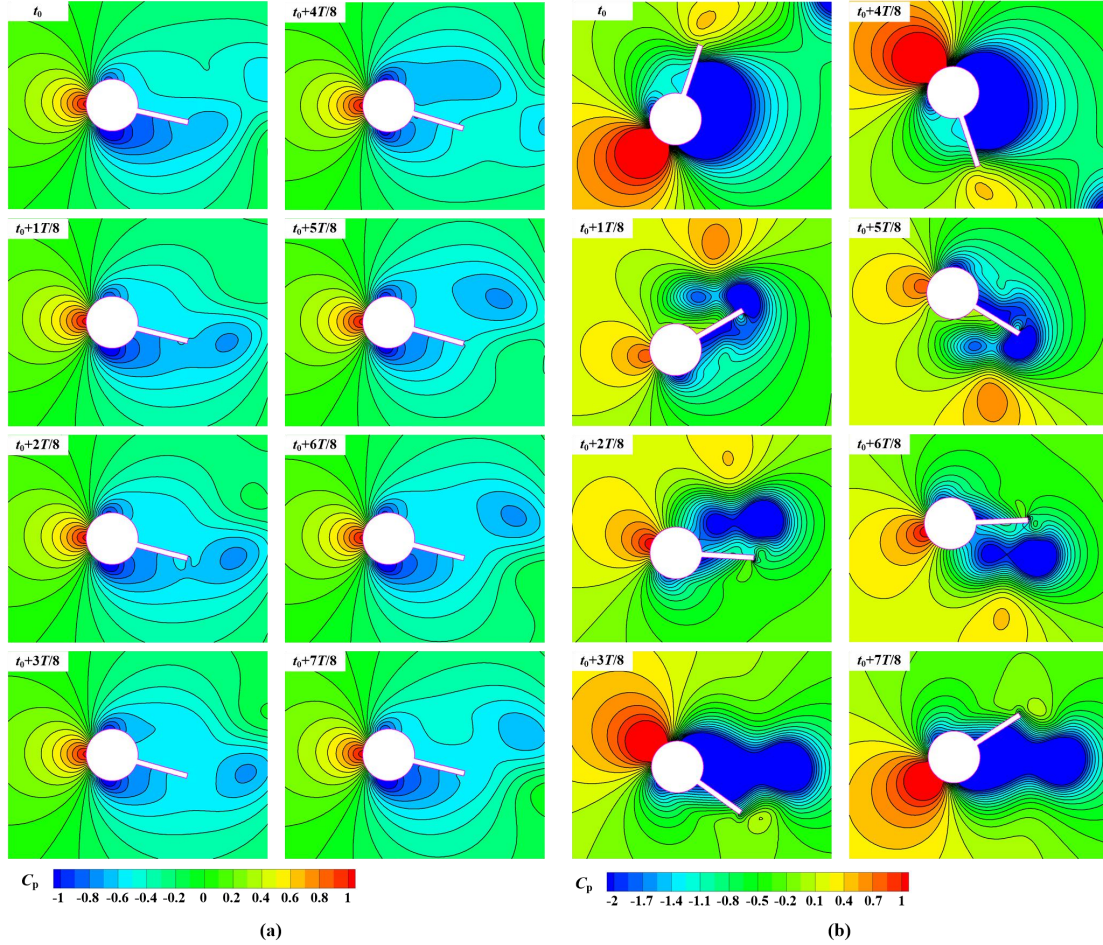 t₀ t₀+4T/8 t₀ t₀+4T/8
t₀+1T/8 t₀+5T/8 t₀+1T/8 t₀+5T/8
t₀+2T/8 t₀+6T/8 t₀+2T/8 t₀+6T/8
t₀+3T/8 t₀+7T/8 t₀+3T/8 t₀+7T/8
Cₚ -1 -0.8 -0.6 -0.4 -0.2 0 0.2 0.4 0.6 0.8 1
Cₚ -2 -1.7 -1.4 -1.1 -0.8 -0.5 -0.2 0.1 0.4 0.7 1
(a) (b)